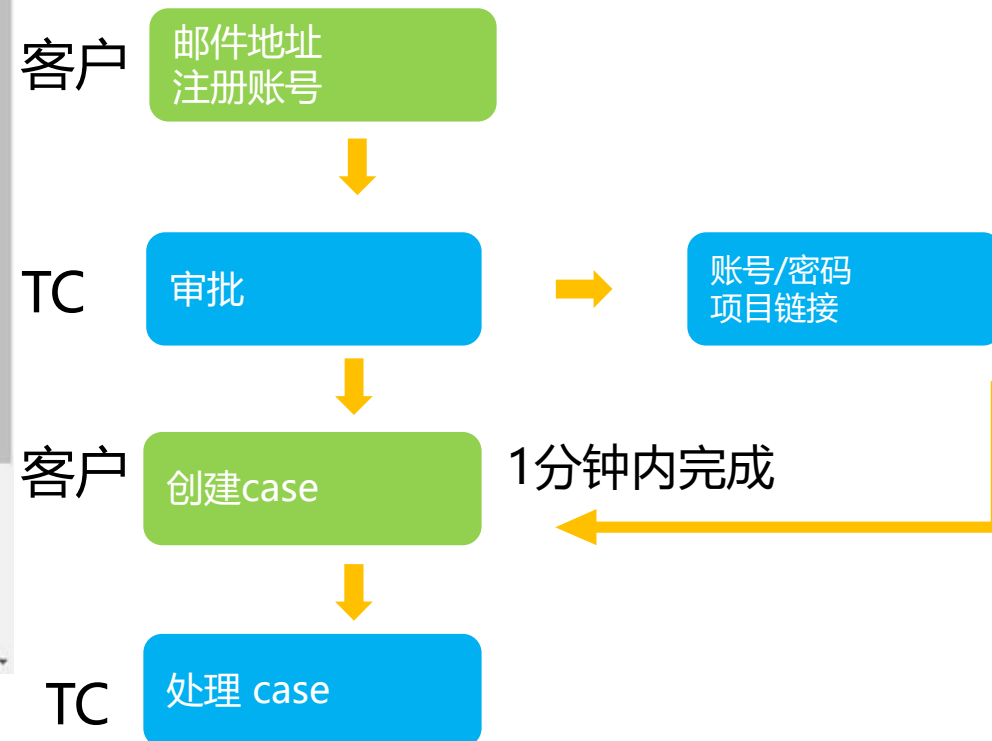 客户
邮件地址
注册账号
TC
审批
账号/密码
项目链接
客户
创建case
1分钟内完成
TC
处理 case